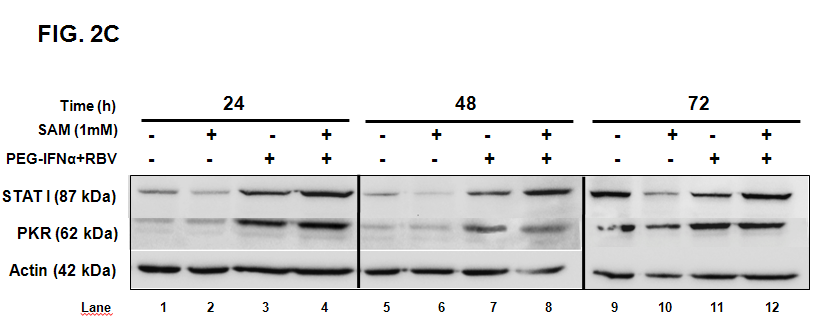 FIG. 2C
Time (h) 24 48 72
SAM (1mM) - + - + - + - + - + - +
PEG-IFNα+RBV - - + + - - + + - - + +
STAT I (87 kDa)
PKR (62 kDa)
Actin (42 kDa)
Lane 1 2 3 4 5 6 7 8 9 10 11 12